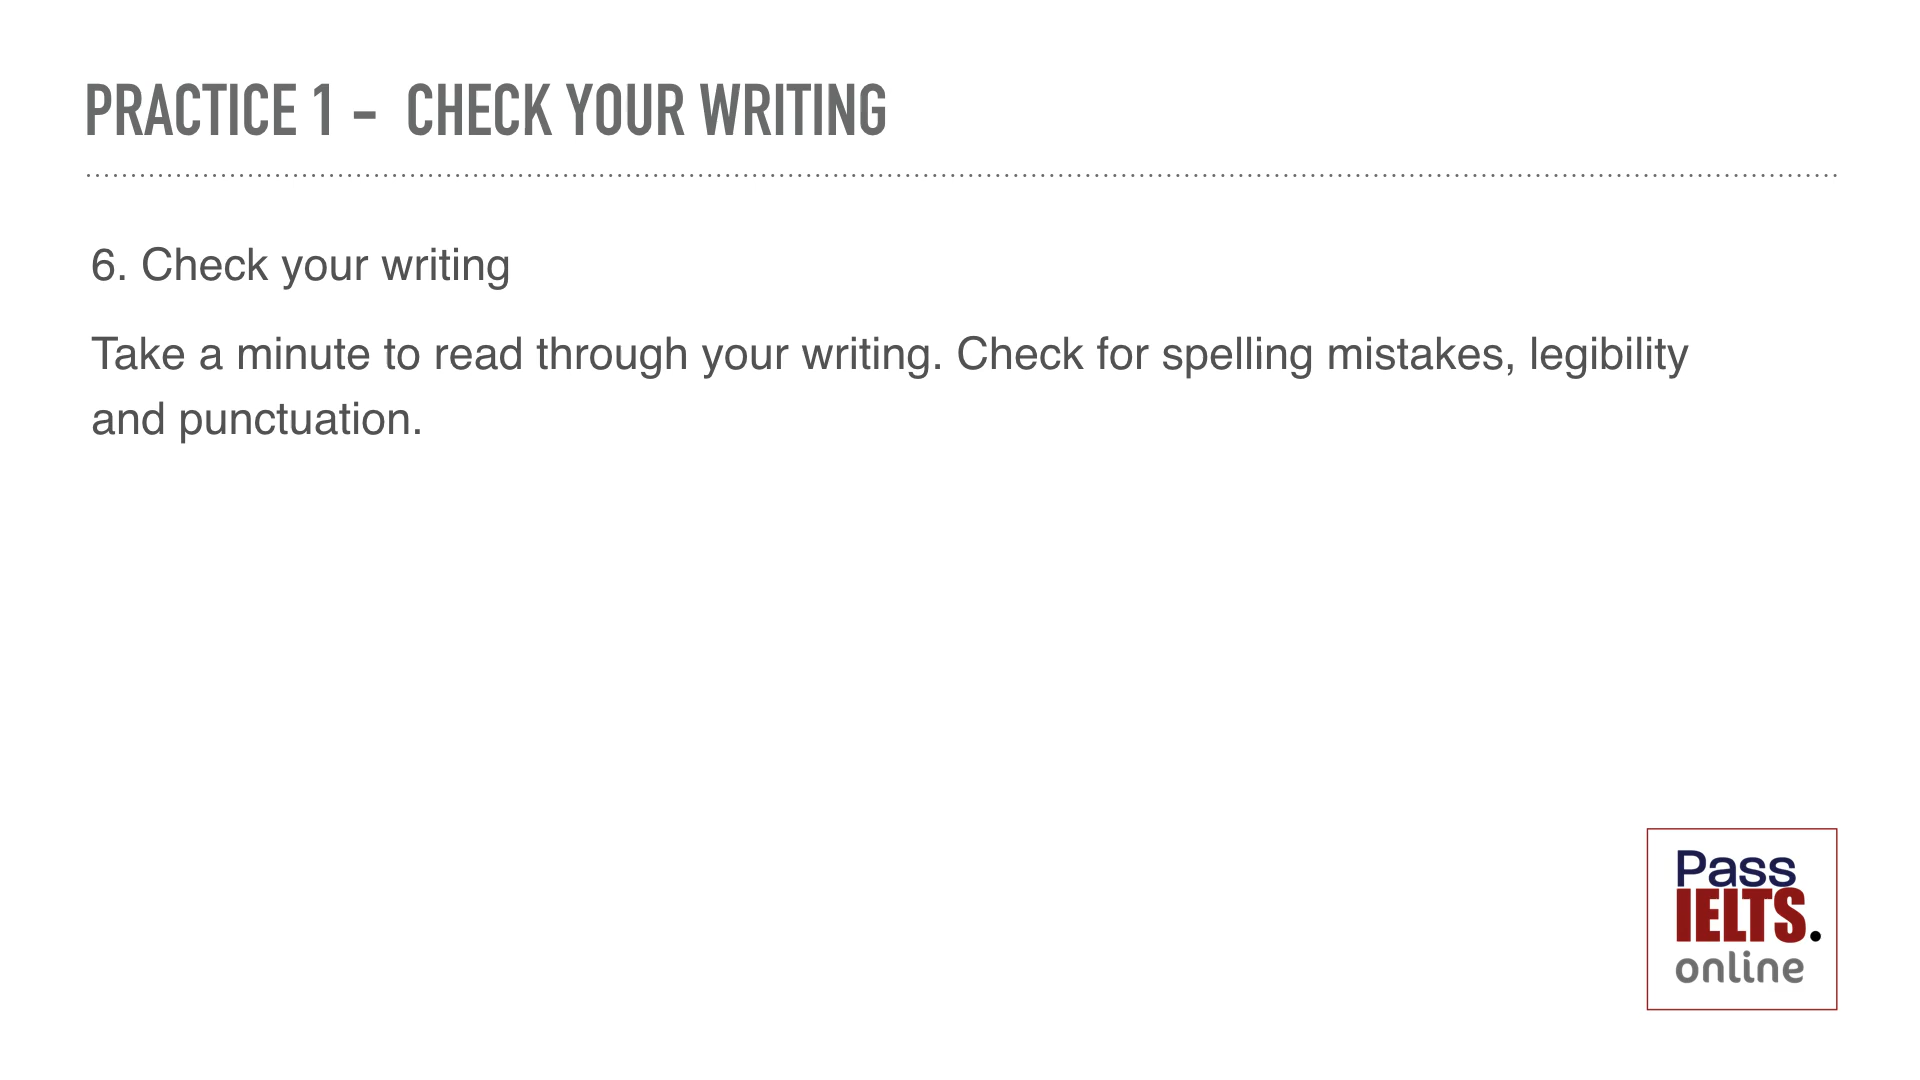 PRACTICE 1 - CHECK YOUR WRITING
6. Check your writing
Take a minute to read through your writing. Check for spelling mistakes, legibility
and punctuation.
Pass
IELTS.
online